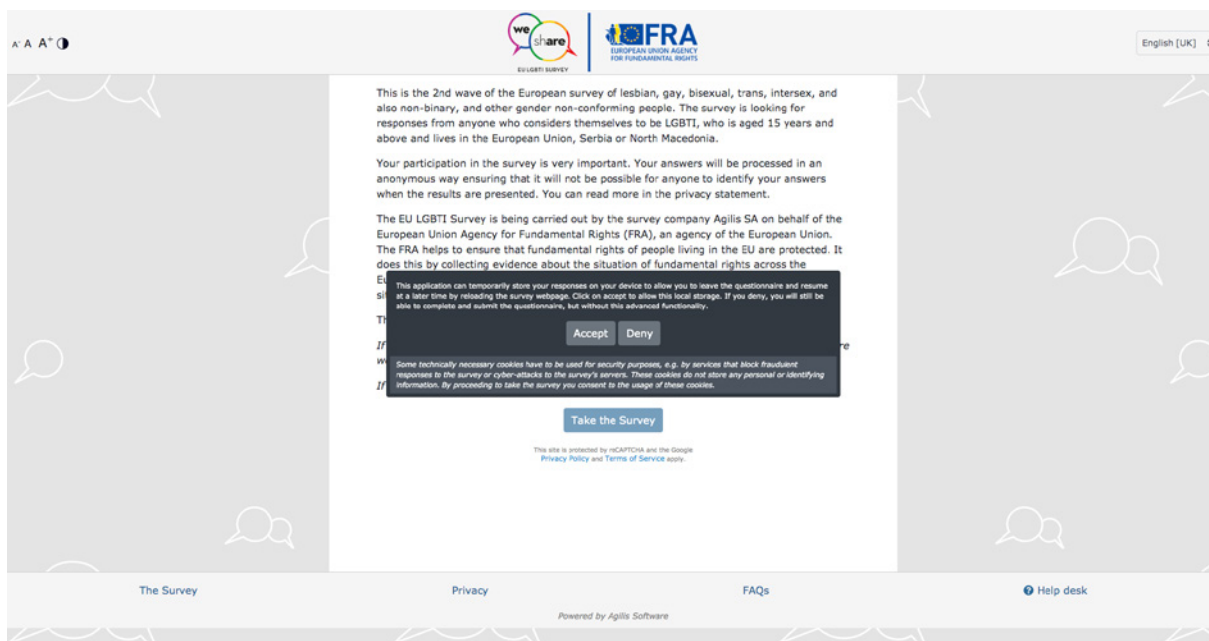 A- A A+
we share
EU LGBTI SURVEY
FRA
EUROPEAN UNION AGENCY
FOR FUNDAMENTAL RIGHTS
English [UK]
This is the 2nd wave of the European survey of lesbian, gay, bisexual, trans, intersex, and
also non-binary, and other gender non-conforming people. The survey is looking for
responses from anyone who considers themselves to be LGBTI, who is aged 15 years and
above and lives in the European Union, Serbia or North Macedonia.
Your participation in the survey is very important. Your answers will be processed in an
anonymous way ensuring that it will not be possible for anyone to identify your answers
when the results are presented. You can read more in the privacy statement.
The EU LGBTI Survey is being carried out by the survey company Agilis SA on behalf of the
European Union Agency for Fundamental Rights (FRA), an agency of the European Union.
The FRA helps to ensure that fundamental rights of people living in the EU are protected. It
does this by collecting evidence about the situation of fundamental rights across the
This application can temporarily store your responses on your device to allow you to leave the questionnaire and resume
at a later time by reloading the survey webpage. Click on accept to allow this local storage. If you deny, you will still be
able to complete and submit the questionnaire, but without this advanced functionality.
Accept Deny
If
Some technically necessary cookies have to be used for security purposes, e.g. by services that block fraudulent
responses to the survey or cyber-attacks to the survey's servers. These cookies do not store any personal or identifying
information. By proceeding to take the survey you consent to the usage of these cookies.
If
Take the Survey
This site is protected by reCAPTCHA and the Google
Privacy Policy and Terms of Service apply.
The Survey
Privacy
FAQs
Help desk
Powered by Agilis Software